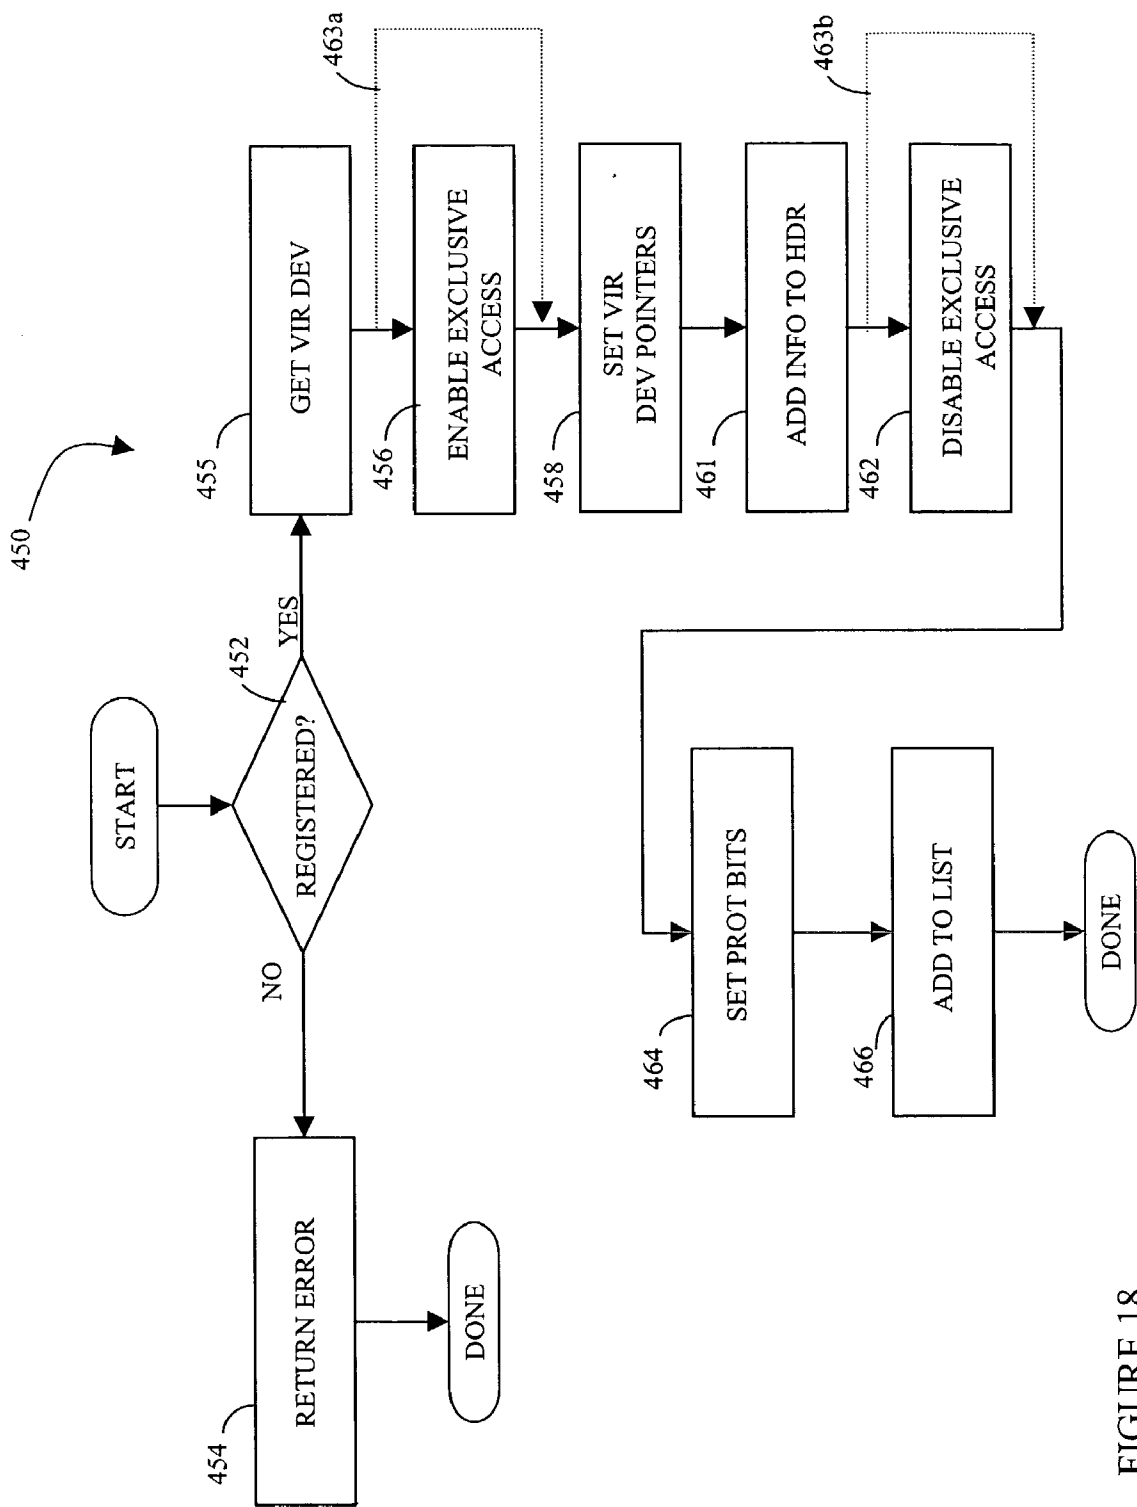 450
START
452
REGISTERED?
NO
YES
454
RETURN ERROR
DONE
455
GET VIR DEV
463a
456
ENABLE EXCLUSIVE
ACCESS
458
SET VIR
DEV POINTERS
461
ADD INFO TO HDR
463b
462
DISABLE EXCLUSIVE
ACCESS
464
SET PROT BITS
466
ADD TO LIST
DONE
FIGURE 18